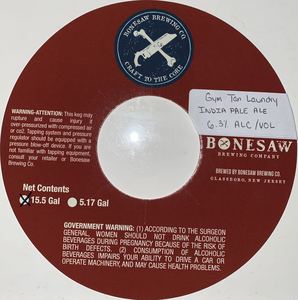 BONESAW BREWING CO.
CRAFT TO THE CORE
WARNING-ATTENTION: This keg may
rupture and cause injury if
over-pressurized with compressed air
or co2. Tapping system and pressure
regulator should be equipped with a
pressure blow-off device. If you are
not familiar with tapping equipment,
consult your retailer or Bonesaw
Brewing Co.
Gym Tan Laundry
INDIA PALE ALE
6.3% ALC/VOL
BONESAW
BREWING COMPANY
BREWED BY BONESAW BREWING CO.
GLASSBORO, NEW JERSEY
Net Contents
15.5 Gal 5.17 Gal
GOVERNMENT WARNING: (1) ACCORDING TO THE SURGEON
GENERAL, WOMEN SHOULD NOT DRINK ALCOHOLIC
BEVERAGES DURING PREGNANCY BECAUSE OF THE RISK OF
BIRTH DEFECTS. (2) CONSUMPTION OF ALCOHOLIC
BEVERAGES IMPAIRS YOUR ABILITY TO DRIVE A CAR OR
OPERATE MACHINERY, AND MAY CAUSE HEALTH PROBLEMS.